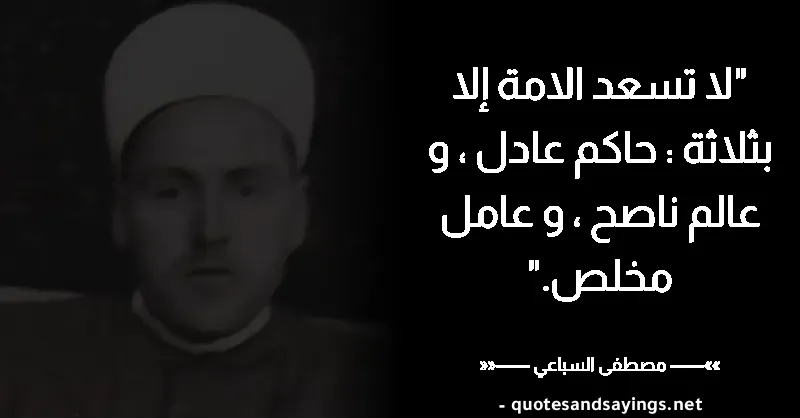 "لا تسعد الامة إلا
بثلاثة : حاكم عادل ، و
عالم ناصح ، و عامل
مخلص."
»»—— مصطفى السباعي ——««
- quotesandsayings.net